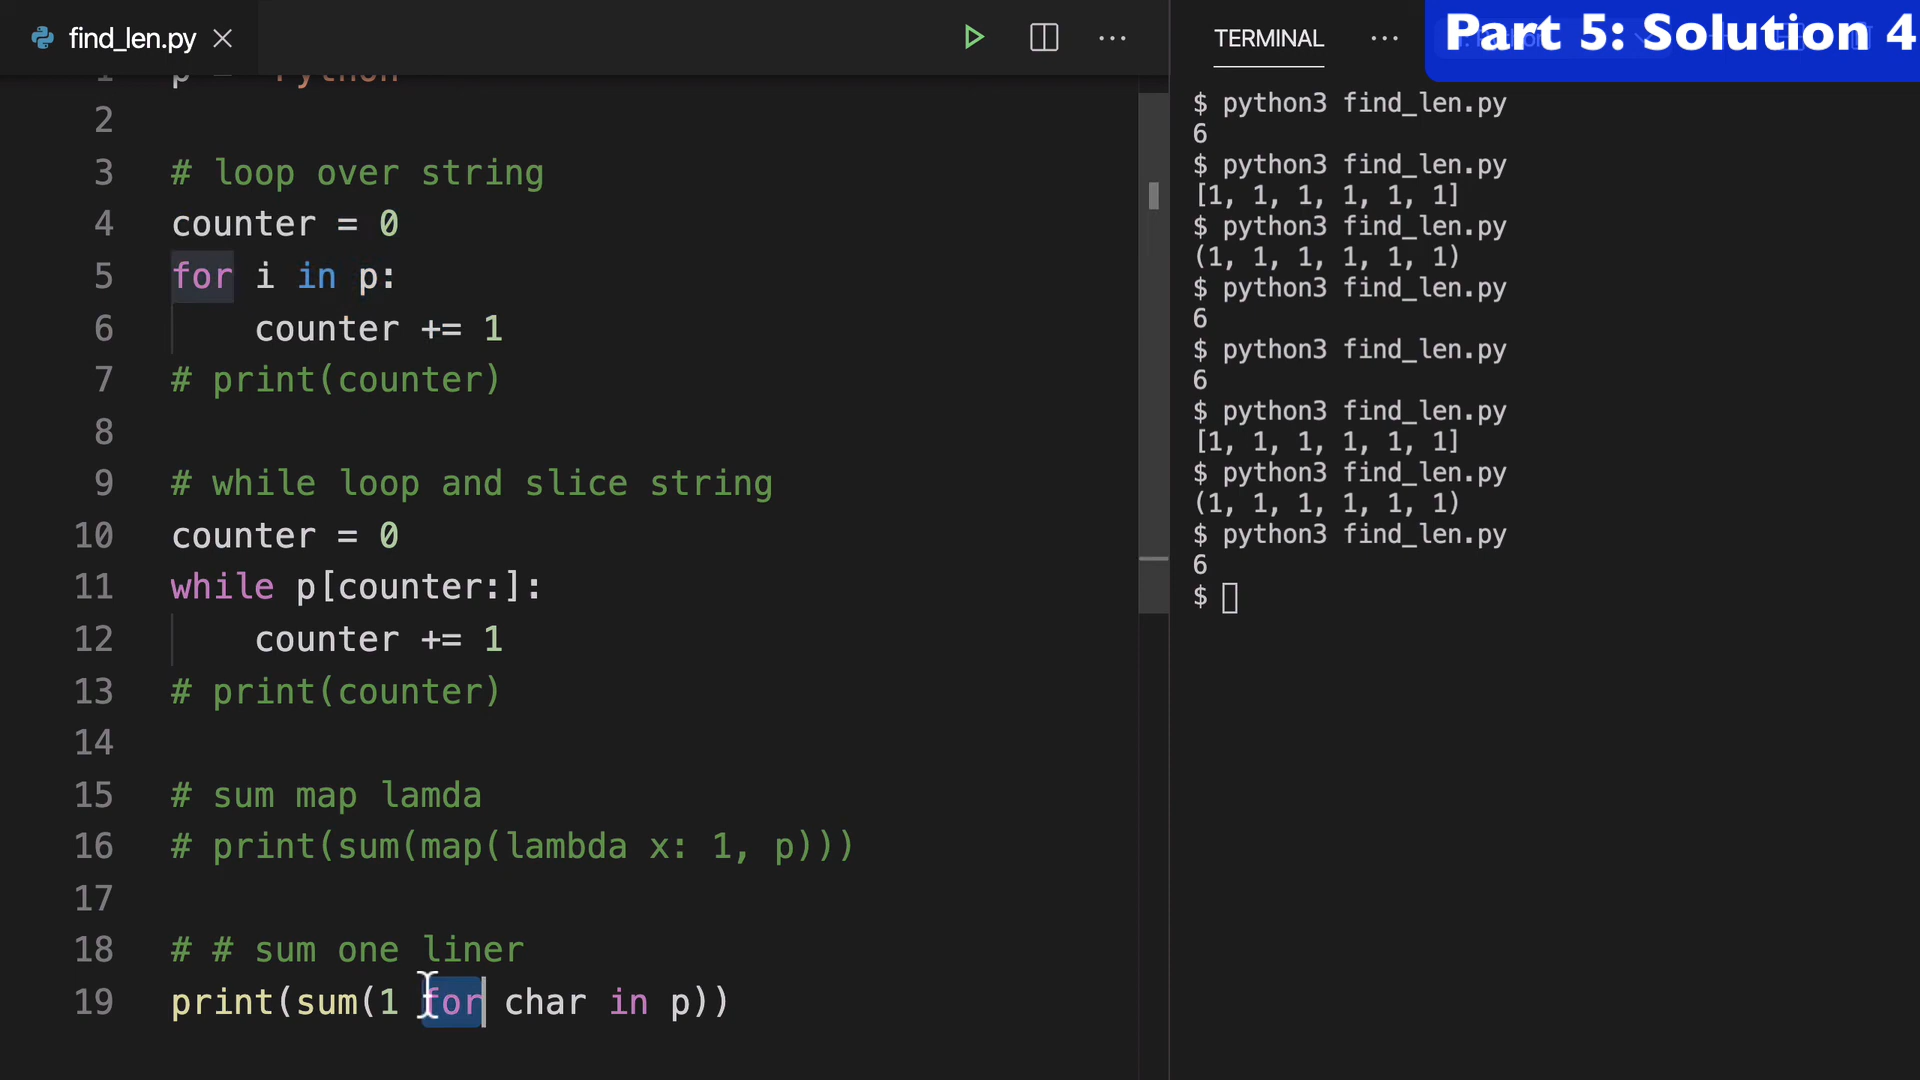 find_len.py
TERMINAL
Part 5: Solution 4
1 p = Python
2
3 # loop over string
4 counter = 0
5 for i in p:
6 counter += 1
7 # print(counter)
8
9 # while loop and slice string
10 counter = 0
11 while p[counter:]:
12 counter += 1
13 # print(counter)
14
15 # sum map lamda
16 # print(sum(map(lambda x: 1, p)))
17
18 # # sum one liner
19 print(sum(1 for char in p))
$ python3 find_len.py
6
$ python3 find_len.py
[1, 1, 1, 1, 1, 1]
$ python3 find_len.py
(1, 1, 1, 1, 1, 1)
$ python3 find_len.py
6
$ python3 find_len.py
6
$ python3 find_len.py
[1, 1, 1, 1, 1, 1]
$ python3 find_len.py
(1, 1, 1, 1, 1, 1)
$ python3 find_len.py
6
$